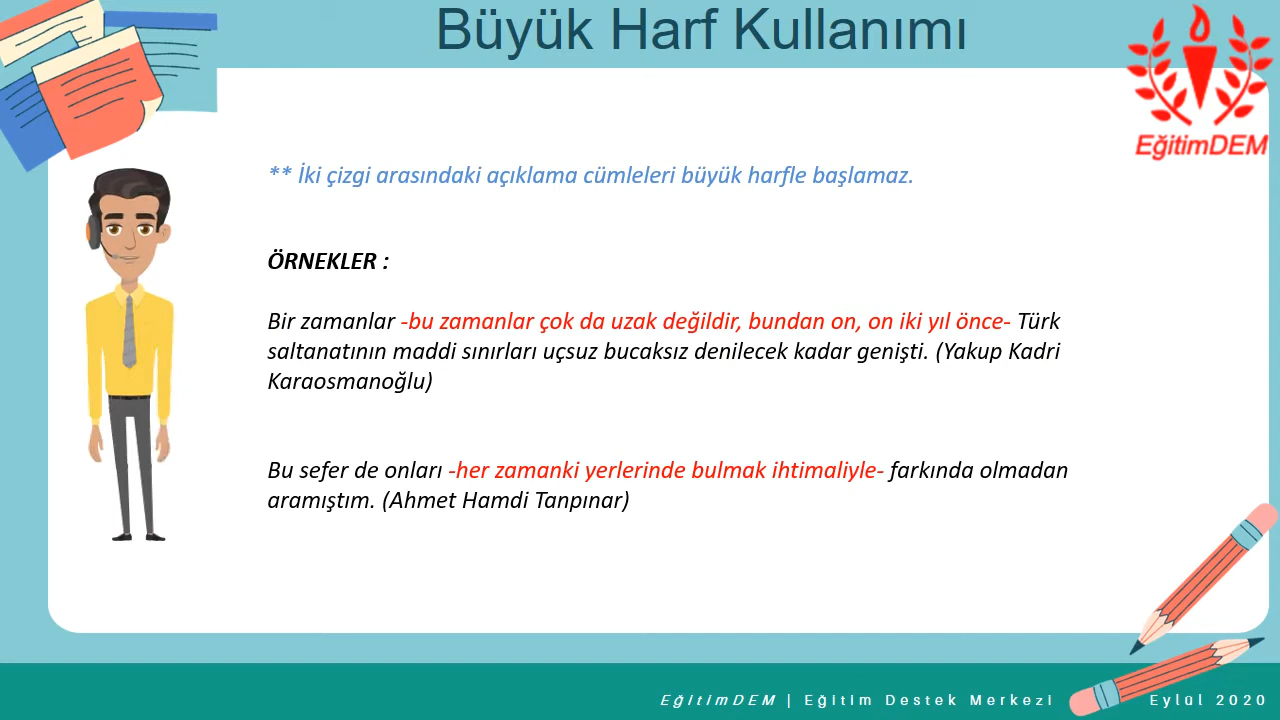 Büyük Harf Kullanımı
EğitimDEM
** İki çizgi arasındaki açıklama cümleleri büyük harfle başlamaz.
ÖRNEKLER :
Bir zamanlar -bu zamanlar çok da uzak değildir, bundan on, on iki yıl önce- Türk
saltanatının maddi sınırları uçsuz bucaksız denilecek kadar genişti. (Yakup Kadri
Karaosmanoğlu)
Bu sefer de onları -her zamanki yerlerinde bulmak ihtimaliyle- farkında olmadan
aramıştım. (Ahmet Hamdi Tanpınar)
EğitimDEM | Eğitim Destek Merkezi
Eylül 2020